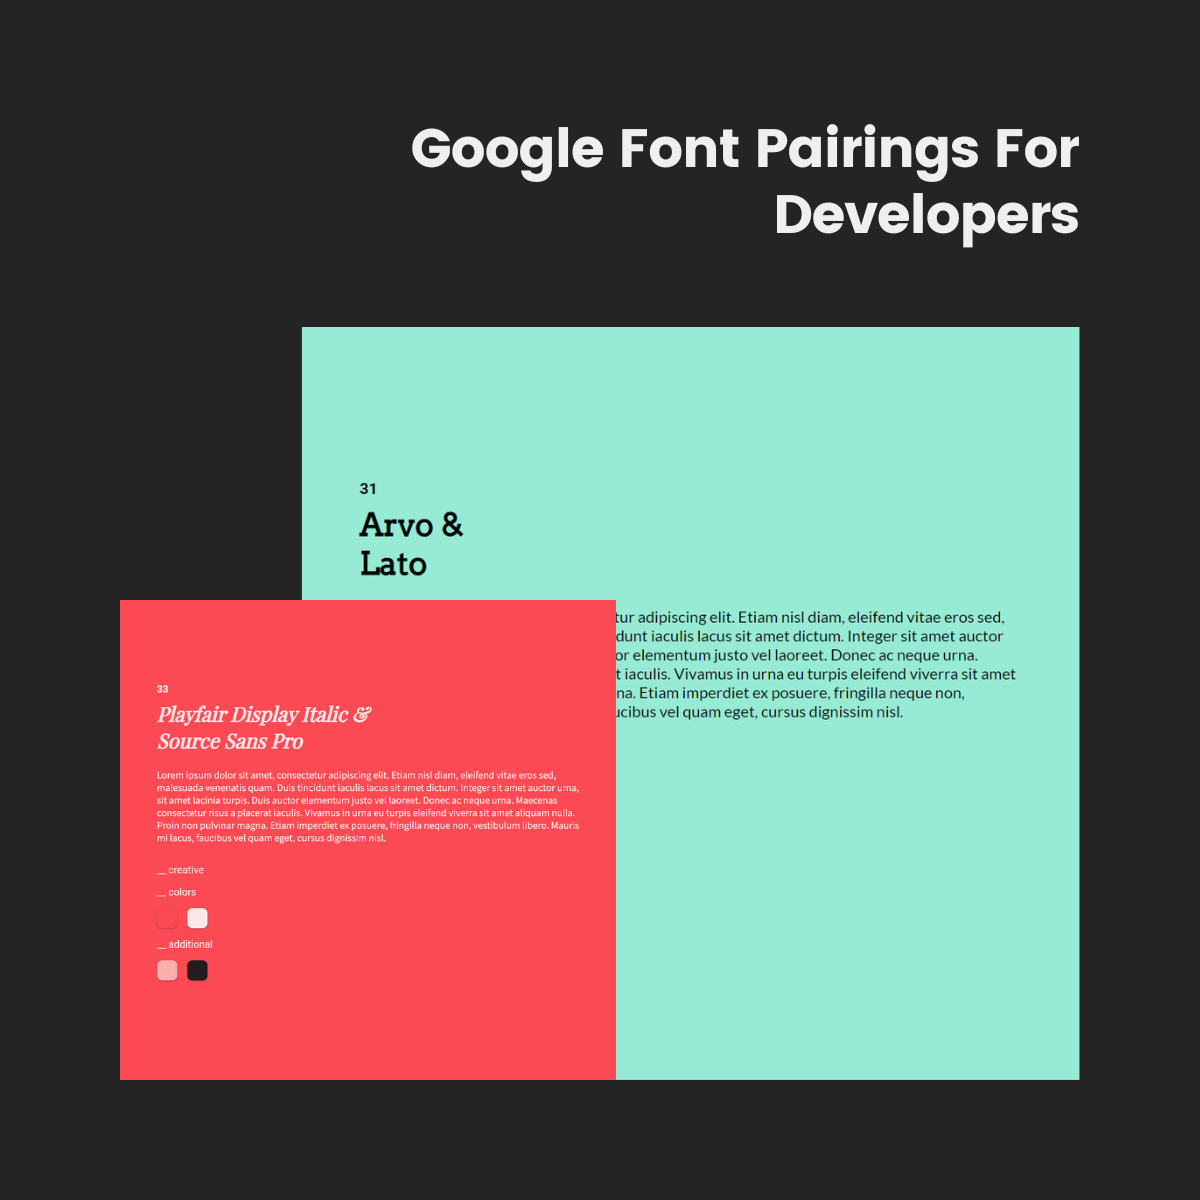 Google Font Pairings For
Developers
31
Arvo &
Lato
tur adipiscing elit. Etiam nisl diam, eleifend vitae eros sed,
dunt iaculis lacus sit amet dictum. Integer sit amet auctor
or elementum justo vel laoreet. Donec ac neque urna.
t iaculis. Vivamus in urna eu turpis eleifend viverra sit amet
na. Etiam imperdiet ex posuere, fringilla neque non,
ucibus vel quam eget, cursus dignissim nisl.
33
Playfair Display Italic &
Source Sans Pro
Lorem ipsum dolor sit amet, consectetur adipiscing elit. Etiam nisl diam, eleifend vitae eros sed,
malesuada venenatis quam. Duis tincidunt iaculis lacus sit amet dictum. Integer sit amet auctor urna,
sit amet lacinia turpis. Duis auctor elementum justo vel laoreet. Donec ac neque urna. Maecenas
consectetur risus a placerat iaculis. Vivamus in urna eu turpis eleifend viverra sit amet aliquam nulla.
Proin non pulvinar magna. Etiam imperdiet ex posuere, fringilla neque non, vestibulum libero. Mauris
mi lacus, faucibus vel quam eget, cursus dignissim nisl.
__ creative
__ colors
__ additional